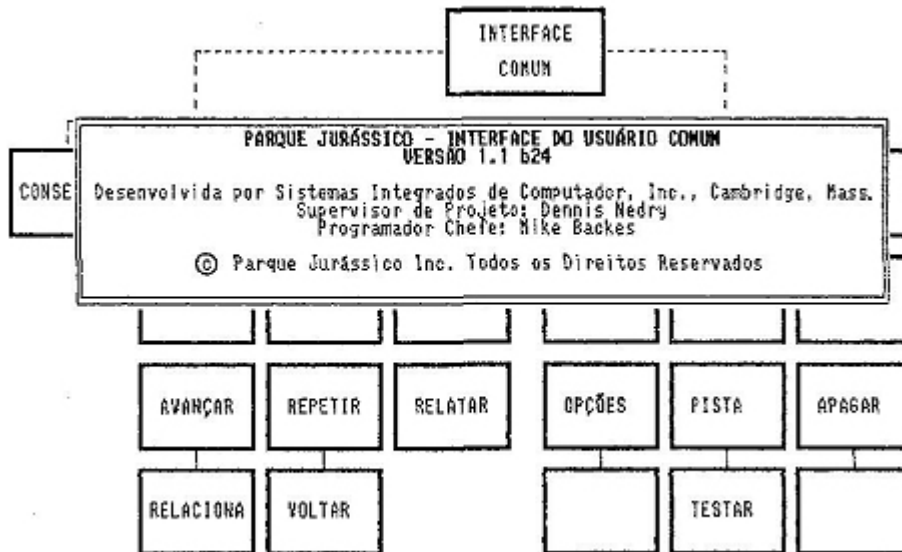 INTERFACE
COMUM
PARQUE JURÁSSICO - INTERFACE DO USUÁRIO COMUM
VERSÃO 1.1 b24
CONSE
Desenvolvida por Sistemas Integrados de Computador, Inc., Cambridge, Mass.
Supervisor de Projeto: Dennis Nedry
Programador Chefe: Mike Backes
© Parque Jurássico Inc. Todos os Direitos Reservados
AVANÇAR
REPETIR
RELATAR
OPÇÕES
PISTA
APAGAR
RELACIONA
VOLTAR
TESTAR